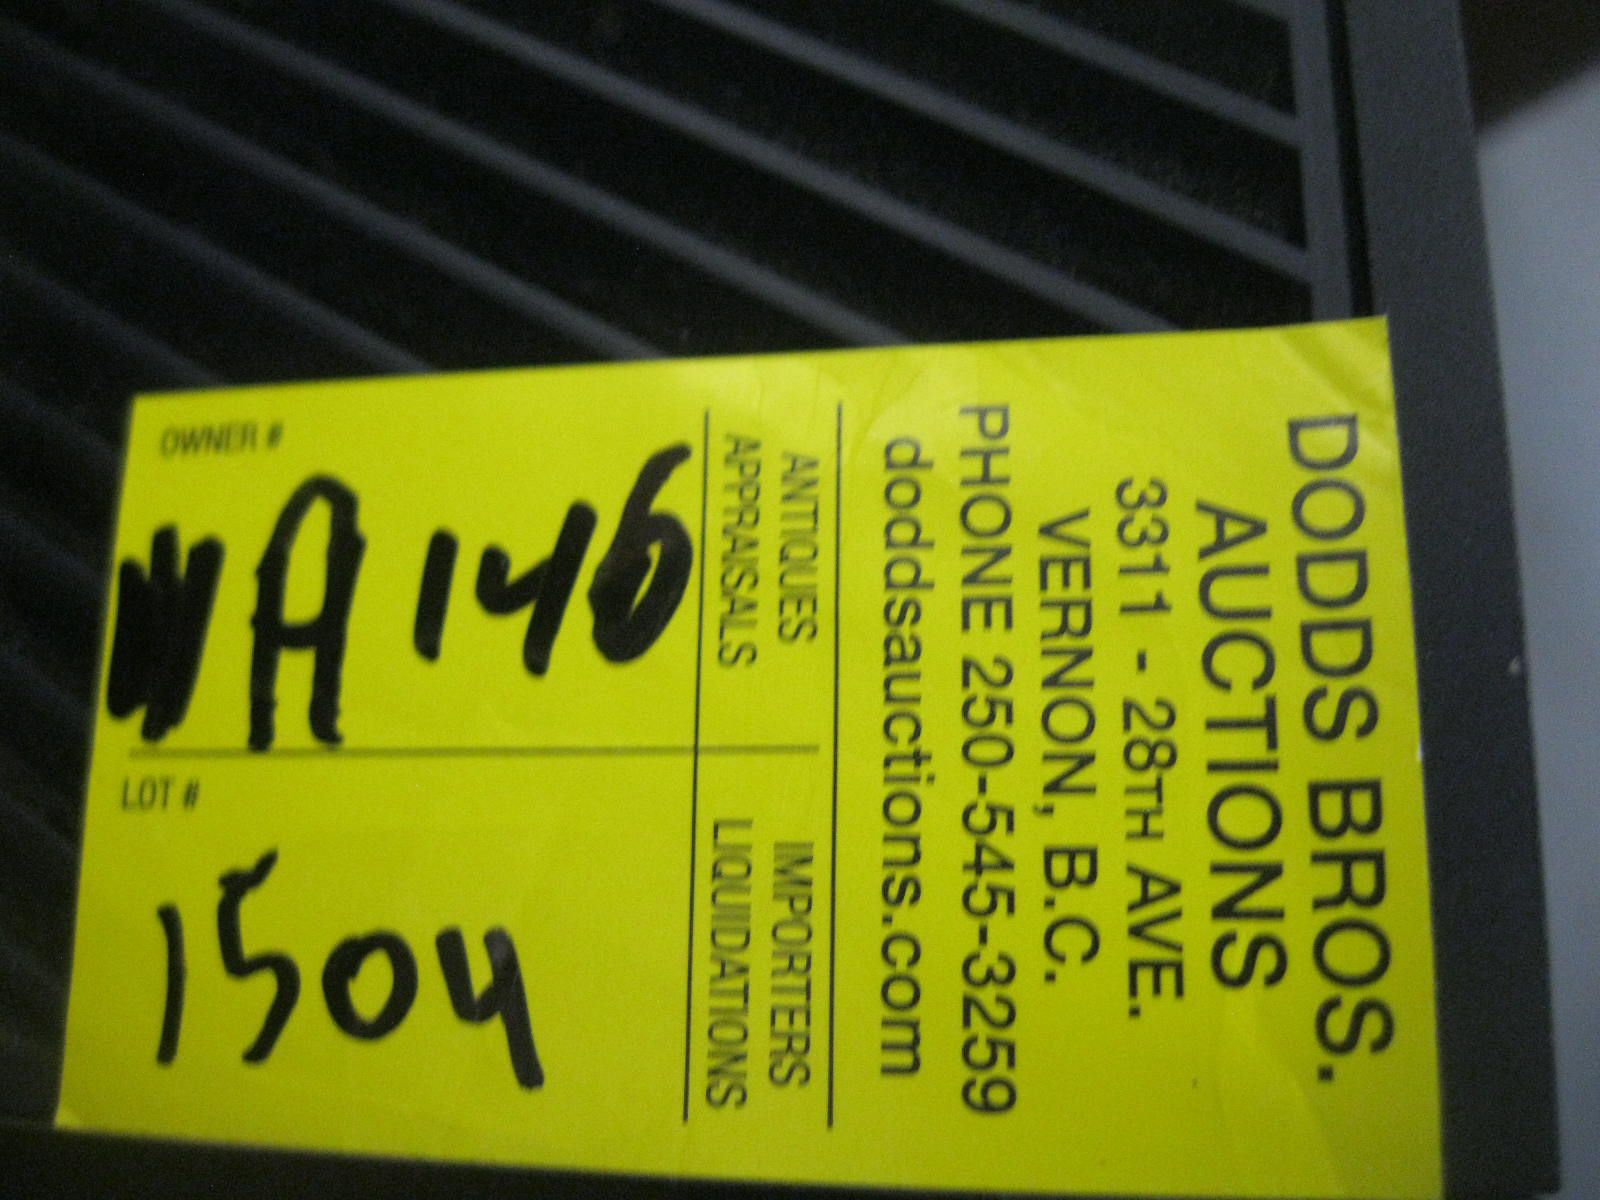 DODDS BROS.
AUCTIONS
3311 - 28TH AVE.
VERNON, B.C.
PHONE 250-545-3259
doddsauctions.com
ANTIQUES
APPRAISALS
IMPORTERS
LIQUIDATIONS
OWNER #
A 146
LOT #
1504